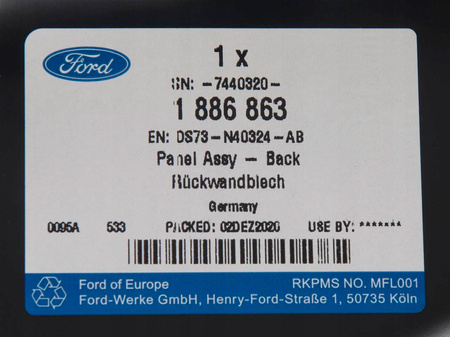 Ford
1 x
SN: -7440320-
1 886 863
EN: DS73-N40324-AB
Panel Assy - Back
Rückwandblech
Germany
0095A 533 PACKED: 02DEZ2020 USE BY: *******
Ford of Europe RKPMS NO. MFL001
Ford-Werke GmbH, Henry-Ford-Straße 1, 50735 Köln